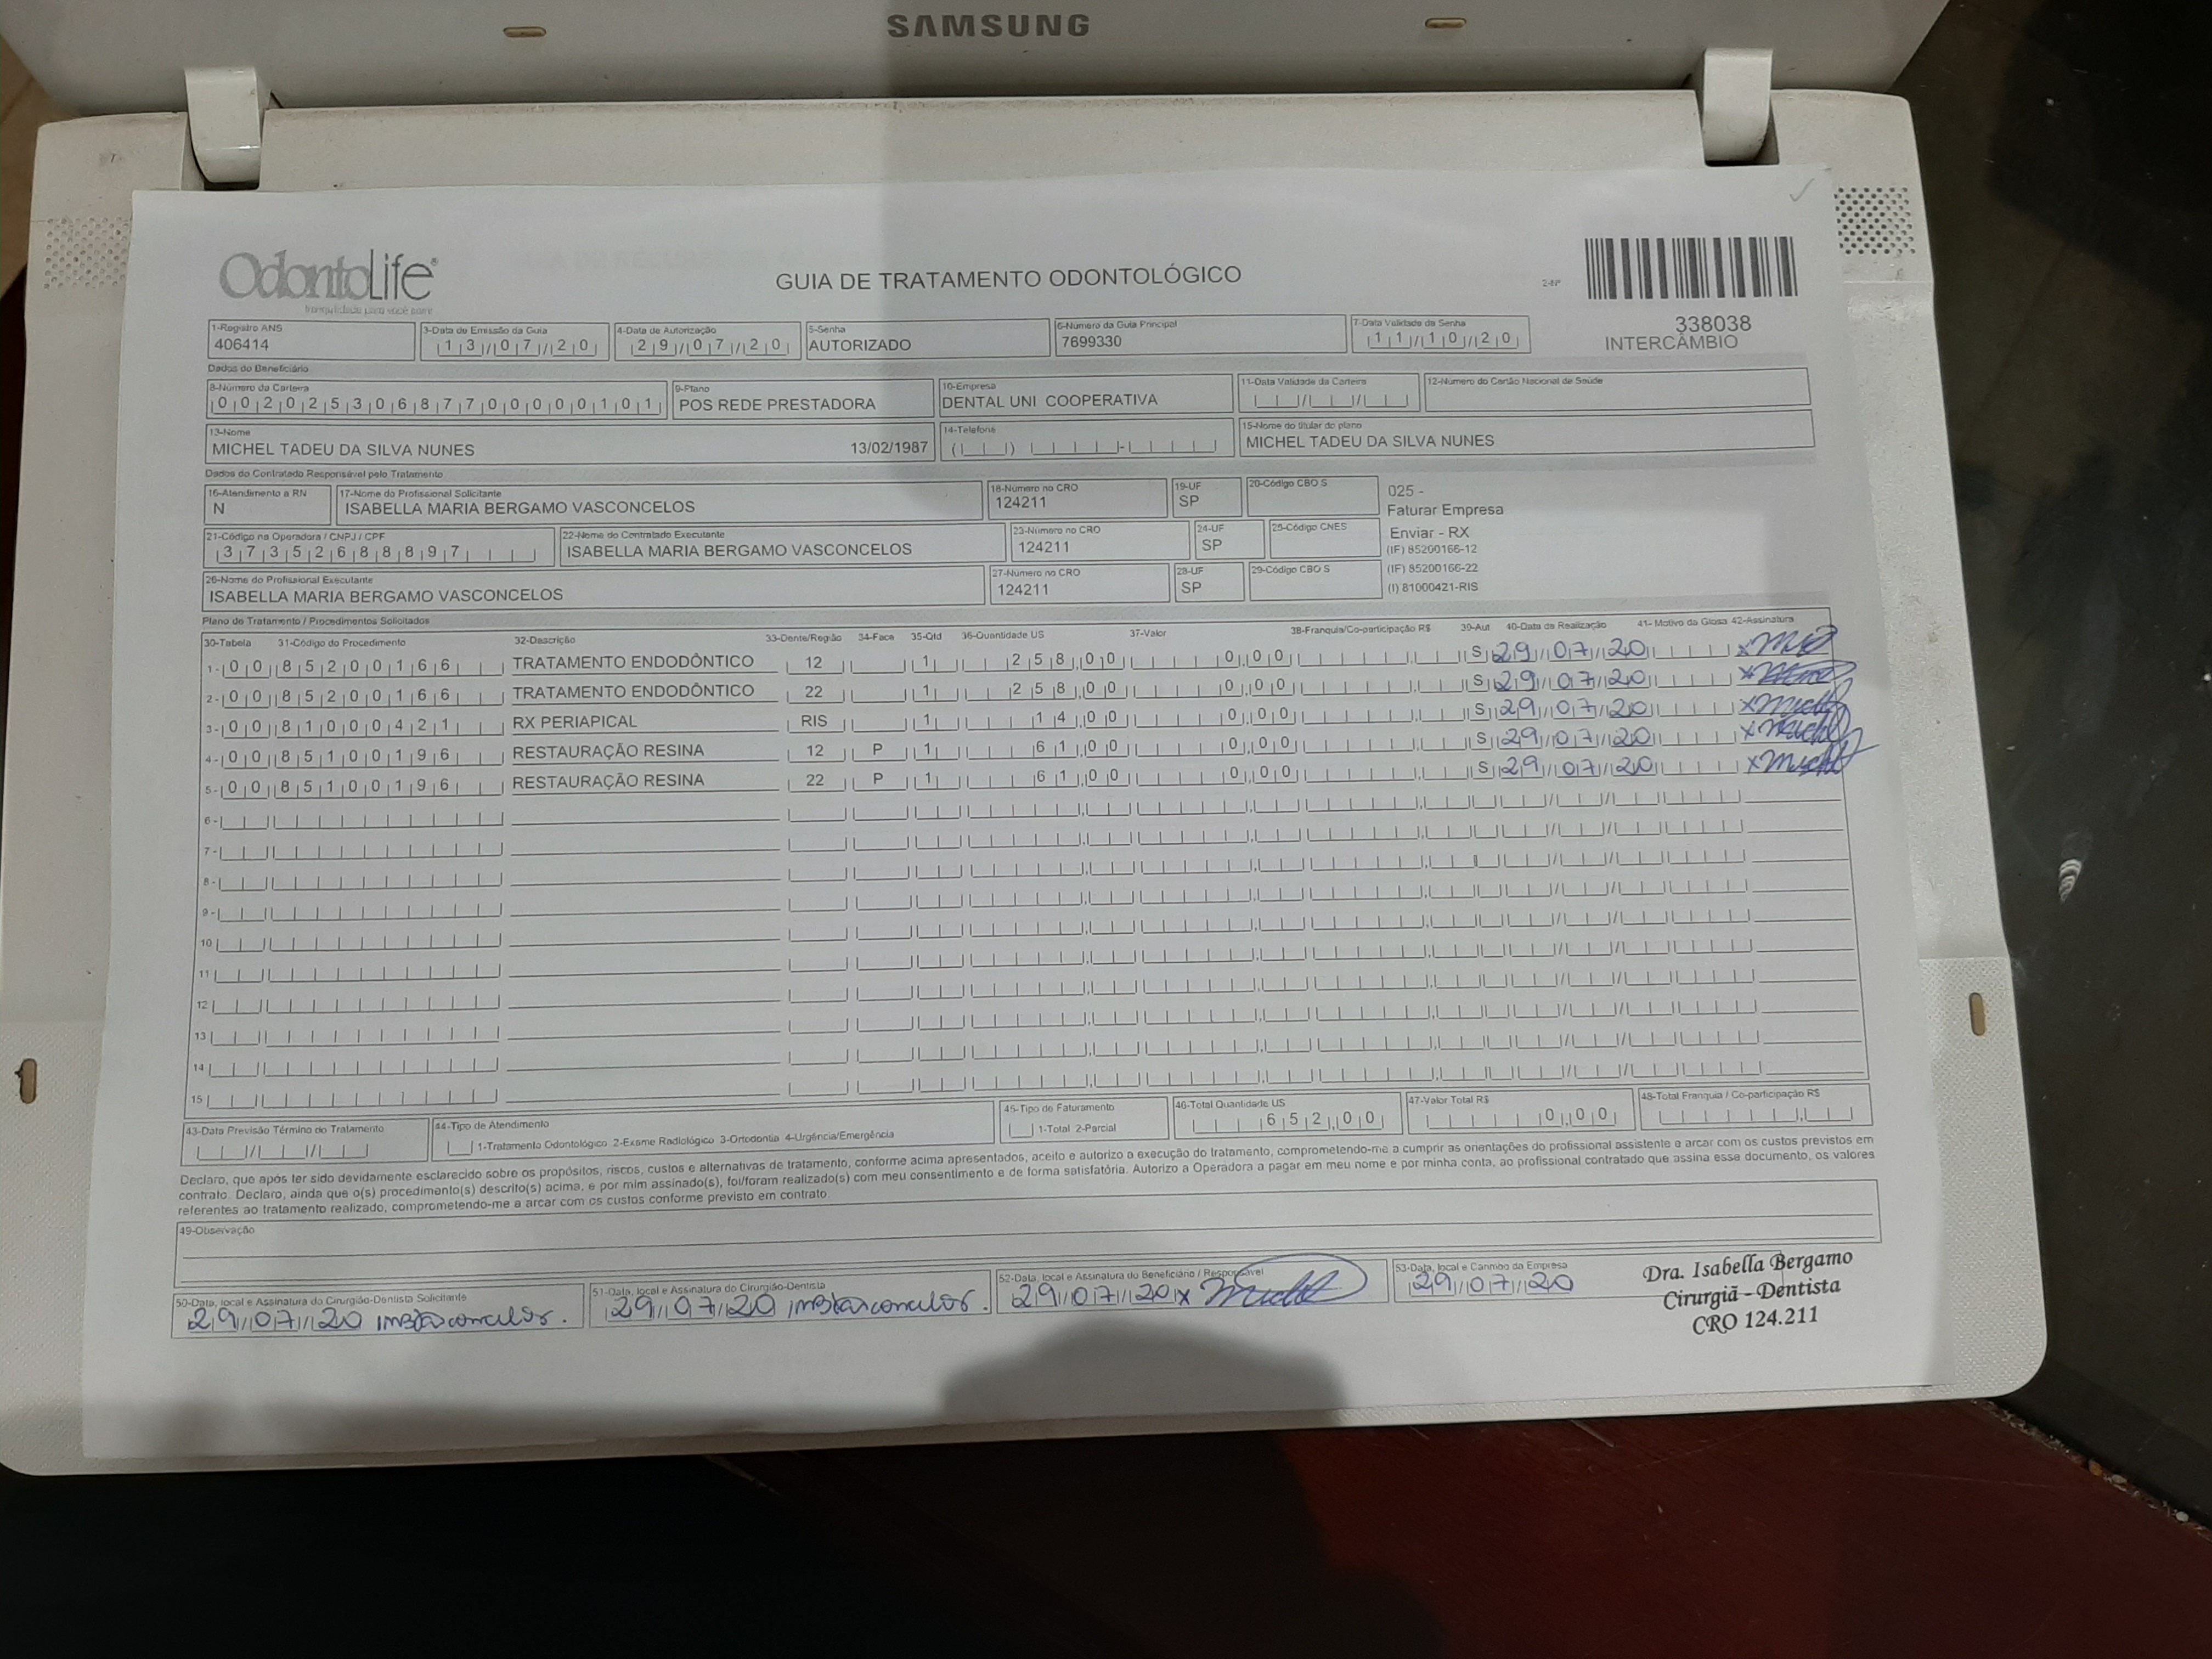 SAMSUNG
OdontoLife®
GUIA DE TRATAMENTO ODONTOLÓGICO
2-Nº
338038
INTERCÂMBIO
1-Registro ANS 3-Data de Emissão da Guia 4-Data de Autorização 5-Senha 6-Número da Guia Principal 7-Data Validade da Senha
406414 13/07/20 29/07/20 AUTORIZADO 7699330 11/10/20
Dados do Beneficiário
8-Número da Carteira 9-Plano 10-Empresa 11-Data Validade da Carteira 12-Número do Cartão Nacional de Saúde
00202530687700000101 POS REDE PRESTADORA DENTAL UNI COOPERATIVA
13-Nome 14-Telefone 15-Nome do titular do plano
MICHEL TADEU DA SILVA NUNES 13/02/1987 MICHEL TADEU DA SILVA NUNES
Dados do Contratado Responsável pelo Tratamento
16-Atendimento a RN 17-Nome do Profissional Solicitante 18-Número no CRO 19-UF 20-Código CBO S
N ISABELLA MARIA BERGAMO VASCONCELOS 124211 SP
025 -
Faturar Empresa
21-Código na Operadora / CNPJ / CPF 22-Nome do Contratado Executante 23-Número no CRO 24-UF 25-Código CNES
37352688897 ISABELLA MARIA BERGAMO VASCONCELOS 124211 SP
Enviar - RX
(IF) 85200166-12
26-Nome do Profissional Executante 27-Número no CRO 28-UF 29-Código CBO S
ISABELLA MARIA BERGAMO VASCONCELOS 124211 SP
(IF) 85200166-22
(I) 81000421-RIS
Plano de Tratamento / Procedimentos Solicitados
30-Tabela 31-Código do Procedimento 32-Descrição 33-Dente/Região 34-Face 35-Qtd 36-Quantidade US 37-Valor 38-Franquia/Co-participação R$ 39-Aut 40-Data da Realização 41- Motivo da Glosa 42-Assinatura
1- 00 85200166 TRATAMENTO ENDODÔNTICO 12 1 258,00 0,00 S 29/07/20 x
2- 00 85200166 TRATAMENTO ENDODÔNTICO 22 1 258,00 0,00 S 29/07/20 x
3- 00 81000421 RX PERIAPICAL RIS 1 14,00 0,00 S 29/07/20 x Michel
4- 00 85100196 RESTAURAÇÃO RESINA 12 P 1 61,00 0,00 S 29/07/20 x Michel
5- 00 85100196 RESTAURAÇÃO RESINA 22 P 1 61,00 0,00 S 29/07/20 x Michel
6-
7-
8-
9-
10
11
12
13
14
15
43-Data Previsão Término do Tratamento 44-Tipo de Atendimento 45-Tipo de Faturamento 46-Total Quantidade US 47-Valor Total R$ 48-Total Franquia / Co-participação R$
1-Tratamento Odontológico 2-Exame Radiológico 3-Ortodontia 4-Urgência/Emergência 1-Total 2-Parcial 652,00 0,00
Declaro, que após ter sido devidamente esclarecido sobre os propósitos, riscos, custos e alternativas de tratamento, conforme acima apresentados, aceito e autorizo a execução do tratamento, comprometendo-me a cumprir as orientações do profissional assistente e arcar com os custos previstos em
contrato. Declaro, ainda que o(s) procedimento(s) descrito(s) acima, e por mim assinado(s), foi/foram realizado(s) com meu consentimento e de forma satisfatória. Autorizo a Operadora a pagar em meu nome e por minha conta, ao profissional contratado que assina esse documento, os valores
referentes ao tratamento realizado, comprometendo-me a arcar com os custos conforme previsto em contrato.
49-Observação
50-Data, local e Assinatura do Cirurgião-Dentista Solicitante 51-Data, local e Assinatura do Cirurgião-Dentista 52-Data, local e Assinatura do Beneficiário / Responsável 53-Data, local e Carimbo da Empresa
29/07/20 IMBVasconcelos. 29/07/20 IMBVasconcelos. 29/07/20 x Michel 29/07/20
Dra. Isabella Bergamo
Cirurgiã - Dentista
CRO 124.211